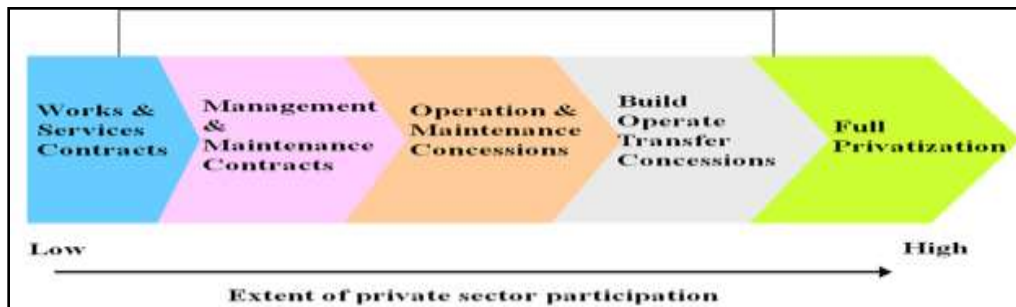 Works &
Services
Contracts
Management
&
Maintenance
Contracts
Operation &
Maintenance
Concessions
Build
Operate
Transfer
Concessions
Full
Privatization
Low
High
Extent of private sector participation